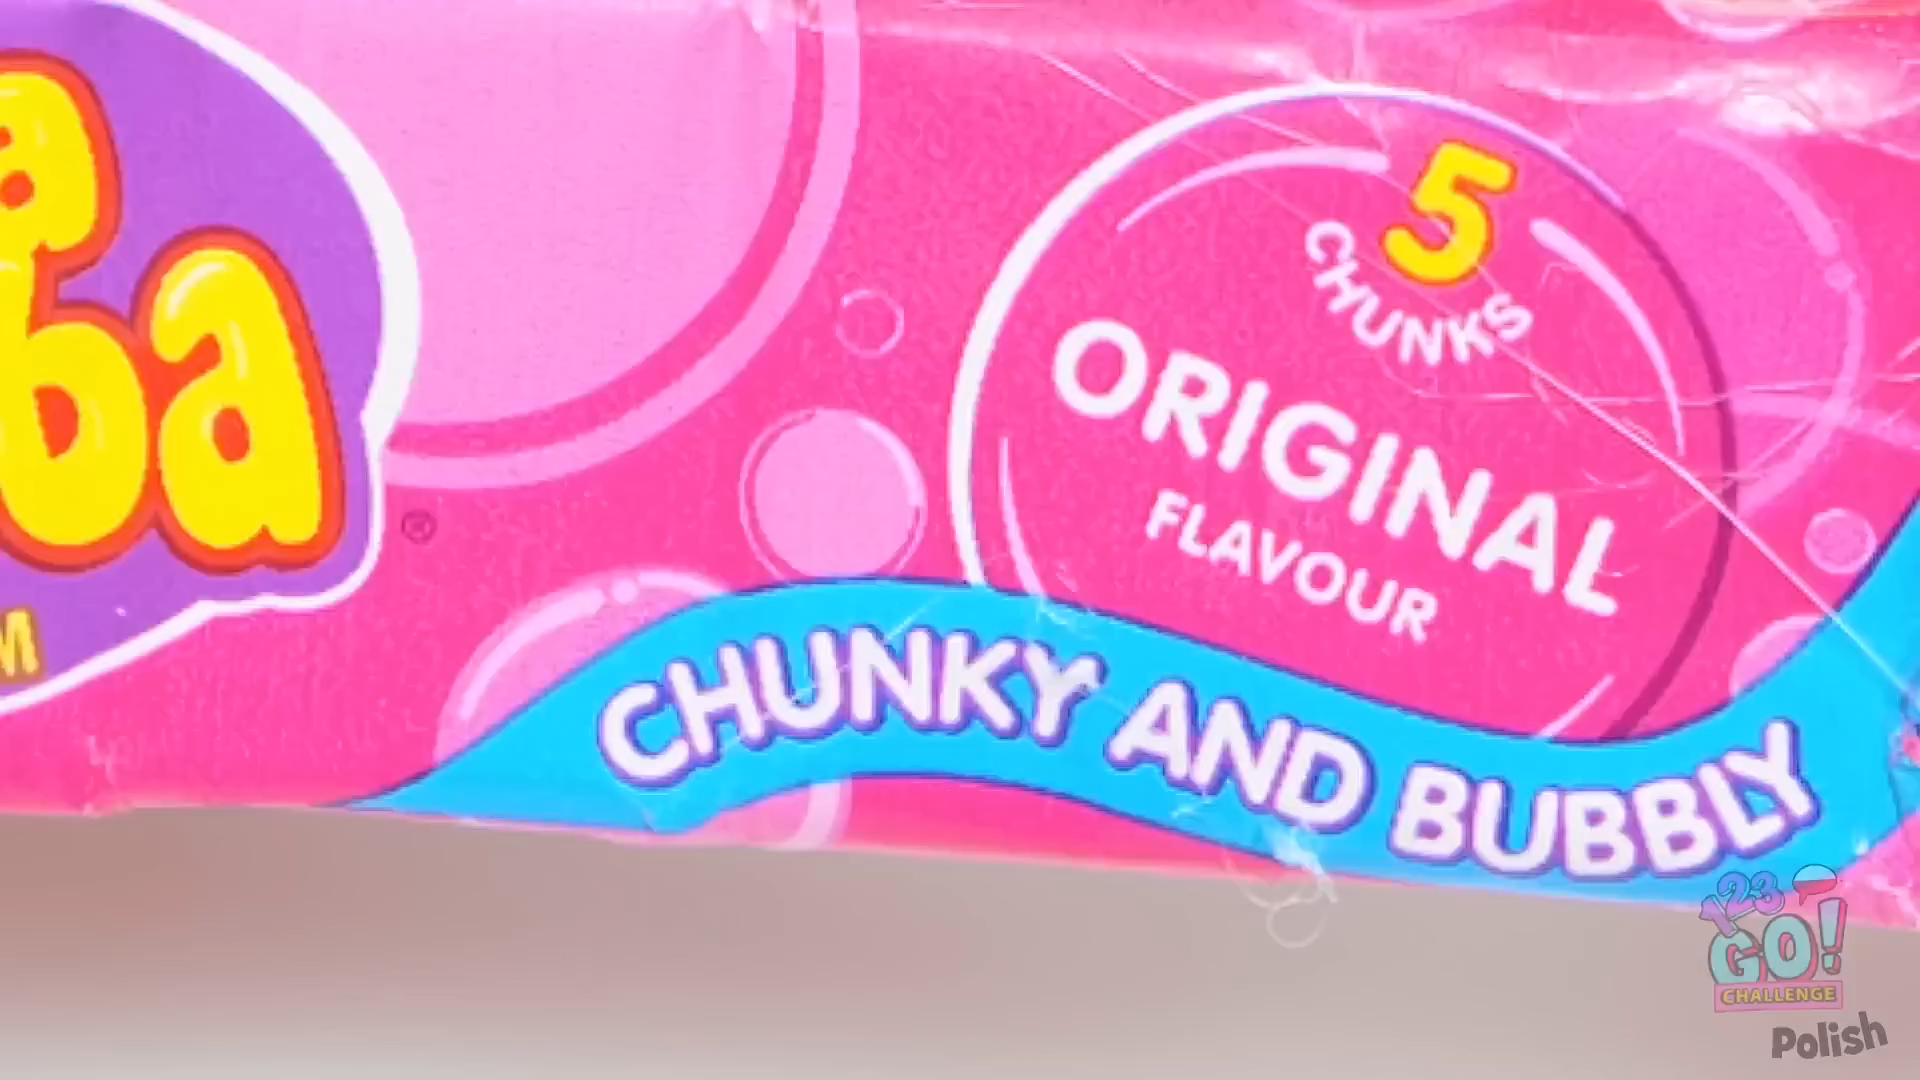 a
ba
®
M
5
CHUNKS
ORIGINAL
FLAVOUR
CHUNKY AND BUBBLY
123
GO!
CHALLENGE
Polish